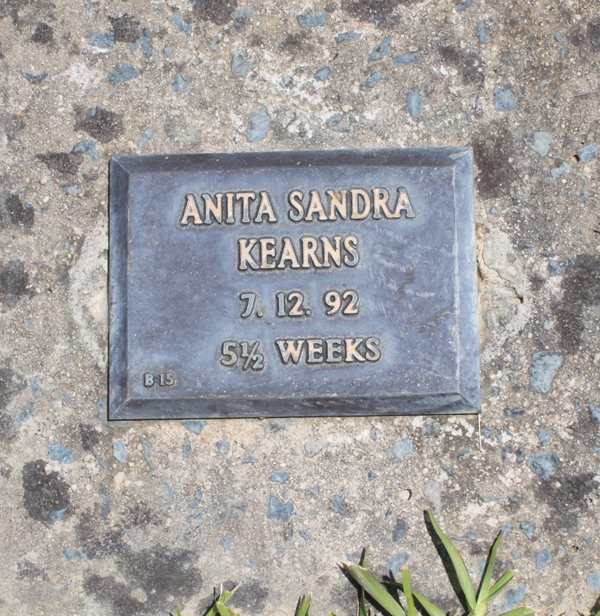 ANITA SANDRA
KEARNS
7. 12. 92
5½ WEEKS
B 15